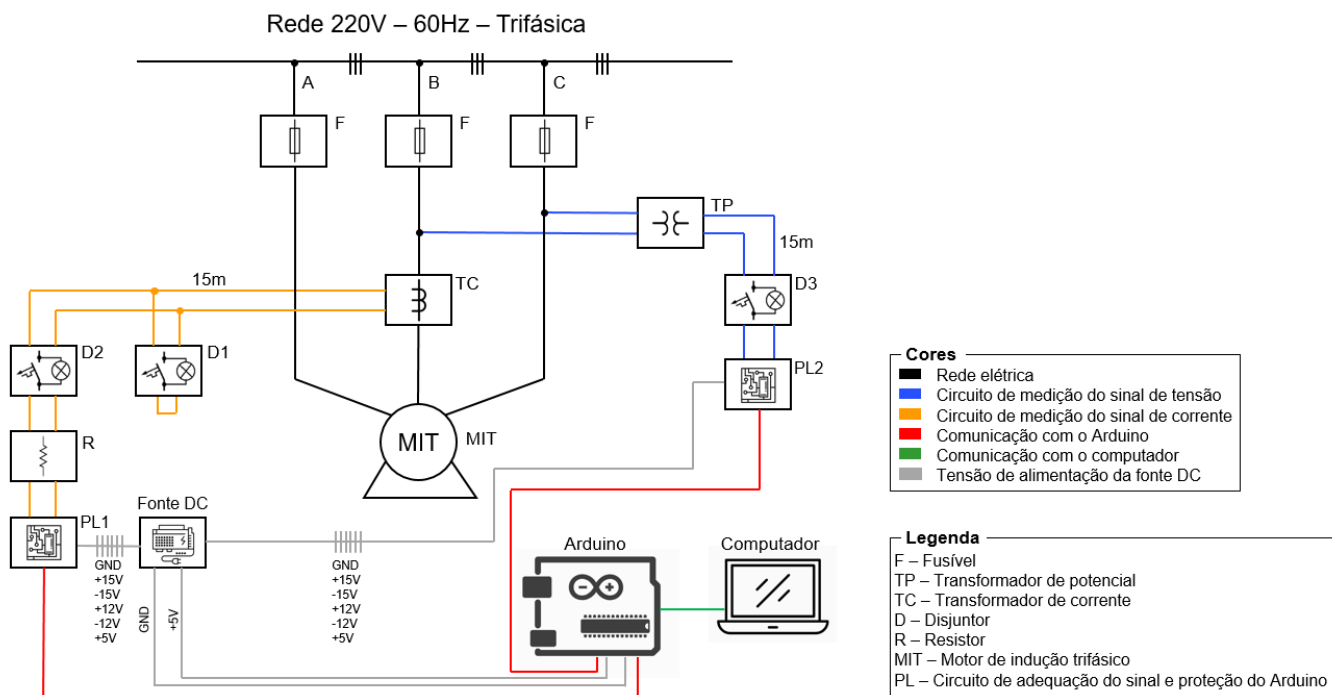 Rede 220V – 60Hz – Trifásica
A
B
C
F
F
F
TP
15m
15m
TC
D3
D2
D1
PL2
R
MIT
MIT
Fonte DC
PL1
GND
+15V
-15V
+12V
-12V
+5V
GND
+5V
GND
+15V
-15V
+12V
-12V
+5V
Arduino
Computador
Cores
Rede elétrica
Circuito de medição do sinal de tensão
Circuito de medição do sinal de corrente
Comunicação com o Arduino
Comunicação com o computador
Tensão de alimentação da fonte DC
Legenda
F – Fusível
TP – Transformador de potencial
TC – Transformador de corrente
D – Disjuntor
R – Resistor
MIT – Motor de indução trifásico
PL – Circuito de adequação do sinal e proteção do Arduino